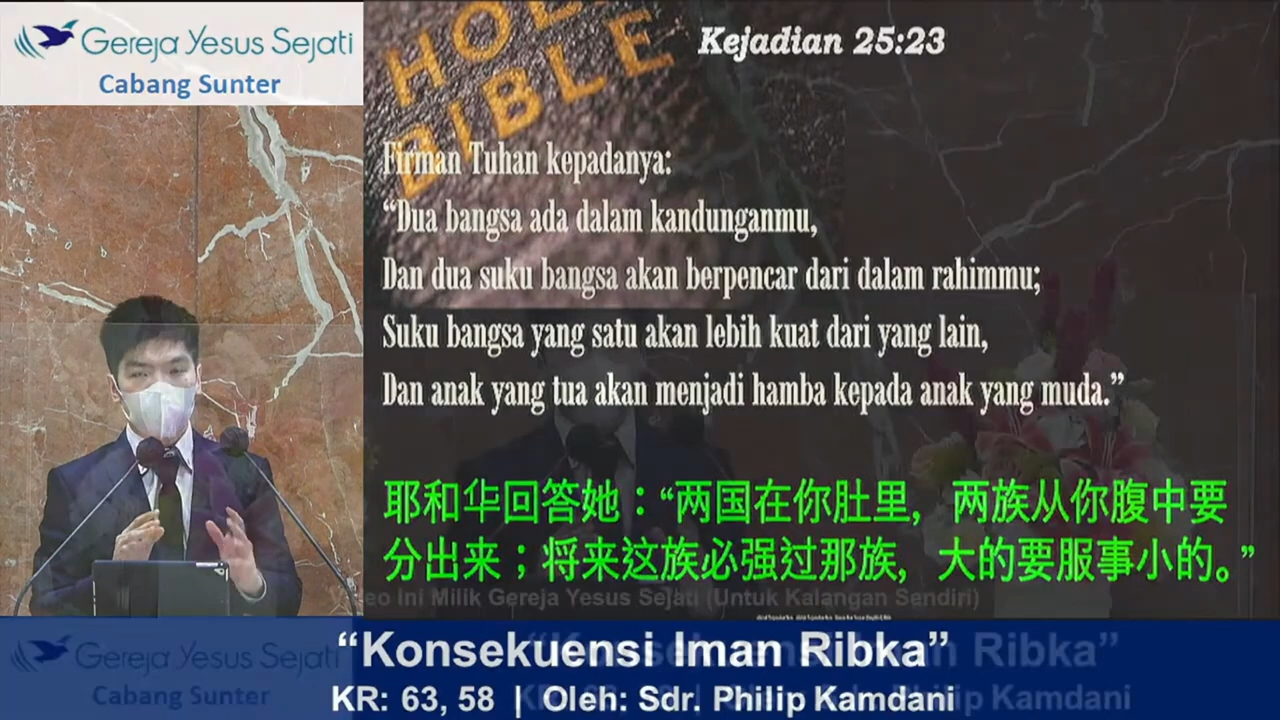 Gereja Yesus Sejati
Cabang Sunter
HOLY
BIBLE
Kejadian 25:23
Firman Tuhan kepadanya:
“Dua bangsa ada dalam kandunganmu,
Dan dua suku bangsa akan berpencar dari dalam rahimmu;
Suku bangsa yang satu akan lebih kuat dari yang lain,
Dan anak yang tua akan menjadi hamba kepada anak yang muda.”
耶和华回答她：“两国在你肚里， 两族从你腹中要
分出来；将来这族必强过那族， 大的要服事小的。”
Ini Milik Gereja Yesus Sejati (Untuk Kalangan Sendiri)
Gereja Yesus Sejati
Cabang Sunter
“Konsekuensi Iman Ribka”
KR: 63, 58 | Oleh: Sdr. Philip Kamdani